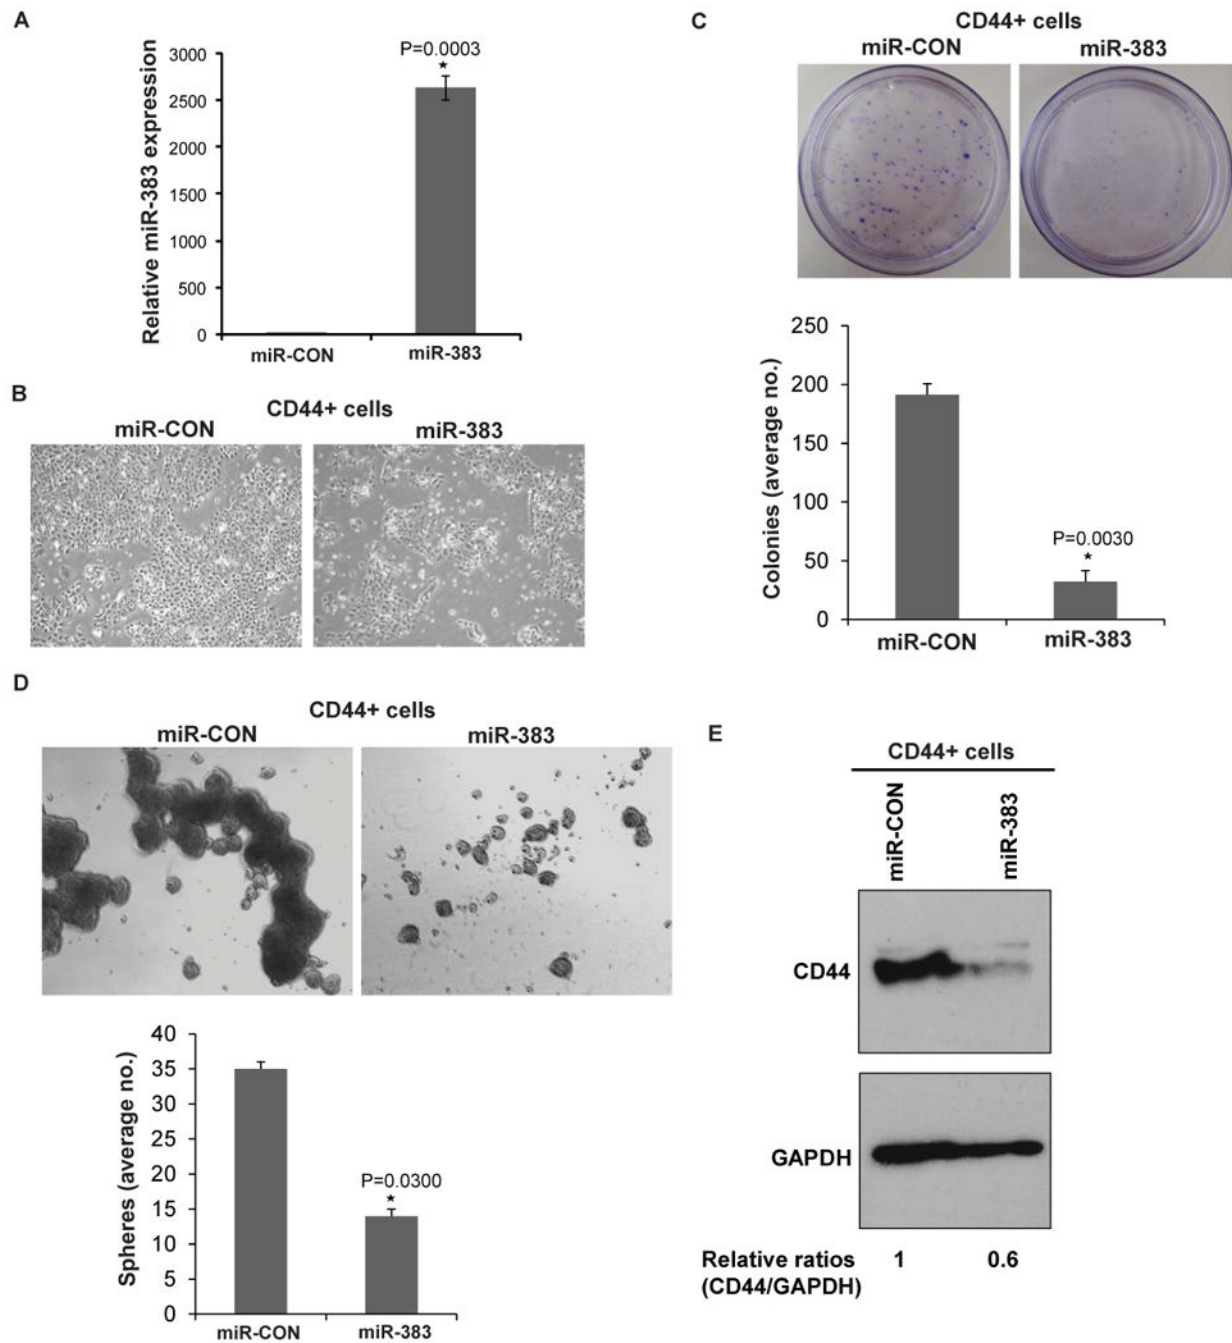 A
P=0.0003
★
3000
2500
2000
1500
1000
500
0
Relative miR-383 expression
miR-CON miR-383
B
CD44+ cells
miR-CON miR-383
C
CD44+ cells
miR-CON miR-383
250
200
150
100
50
0
Colonies (average no.)
P=0.0030
★
miR-CON miR-383
D
CD44+ cells
miR-CON miR-383
40
35
30
25
20
15
10
5
0
Spheres (average no.)
P=0.0300
★
miR-CON miR-383
E
CD44+ cells
miR-CON miR-383
CD44
GAPDH
Relative ratios 1 0.6
(CD44/GAPDH)